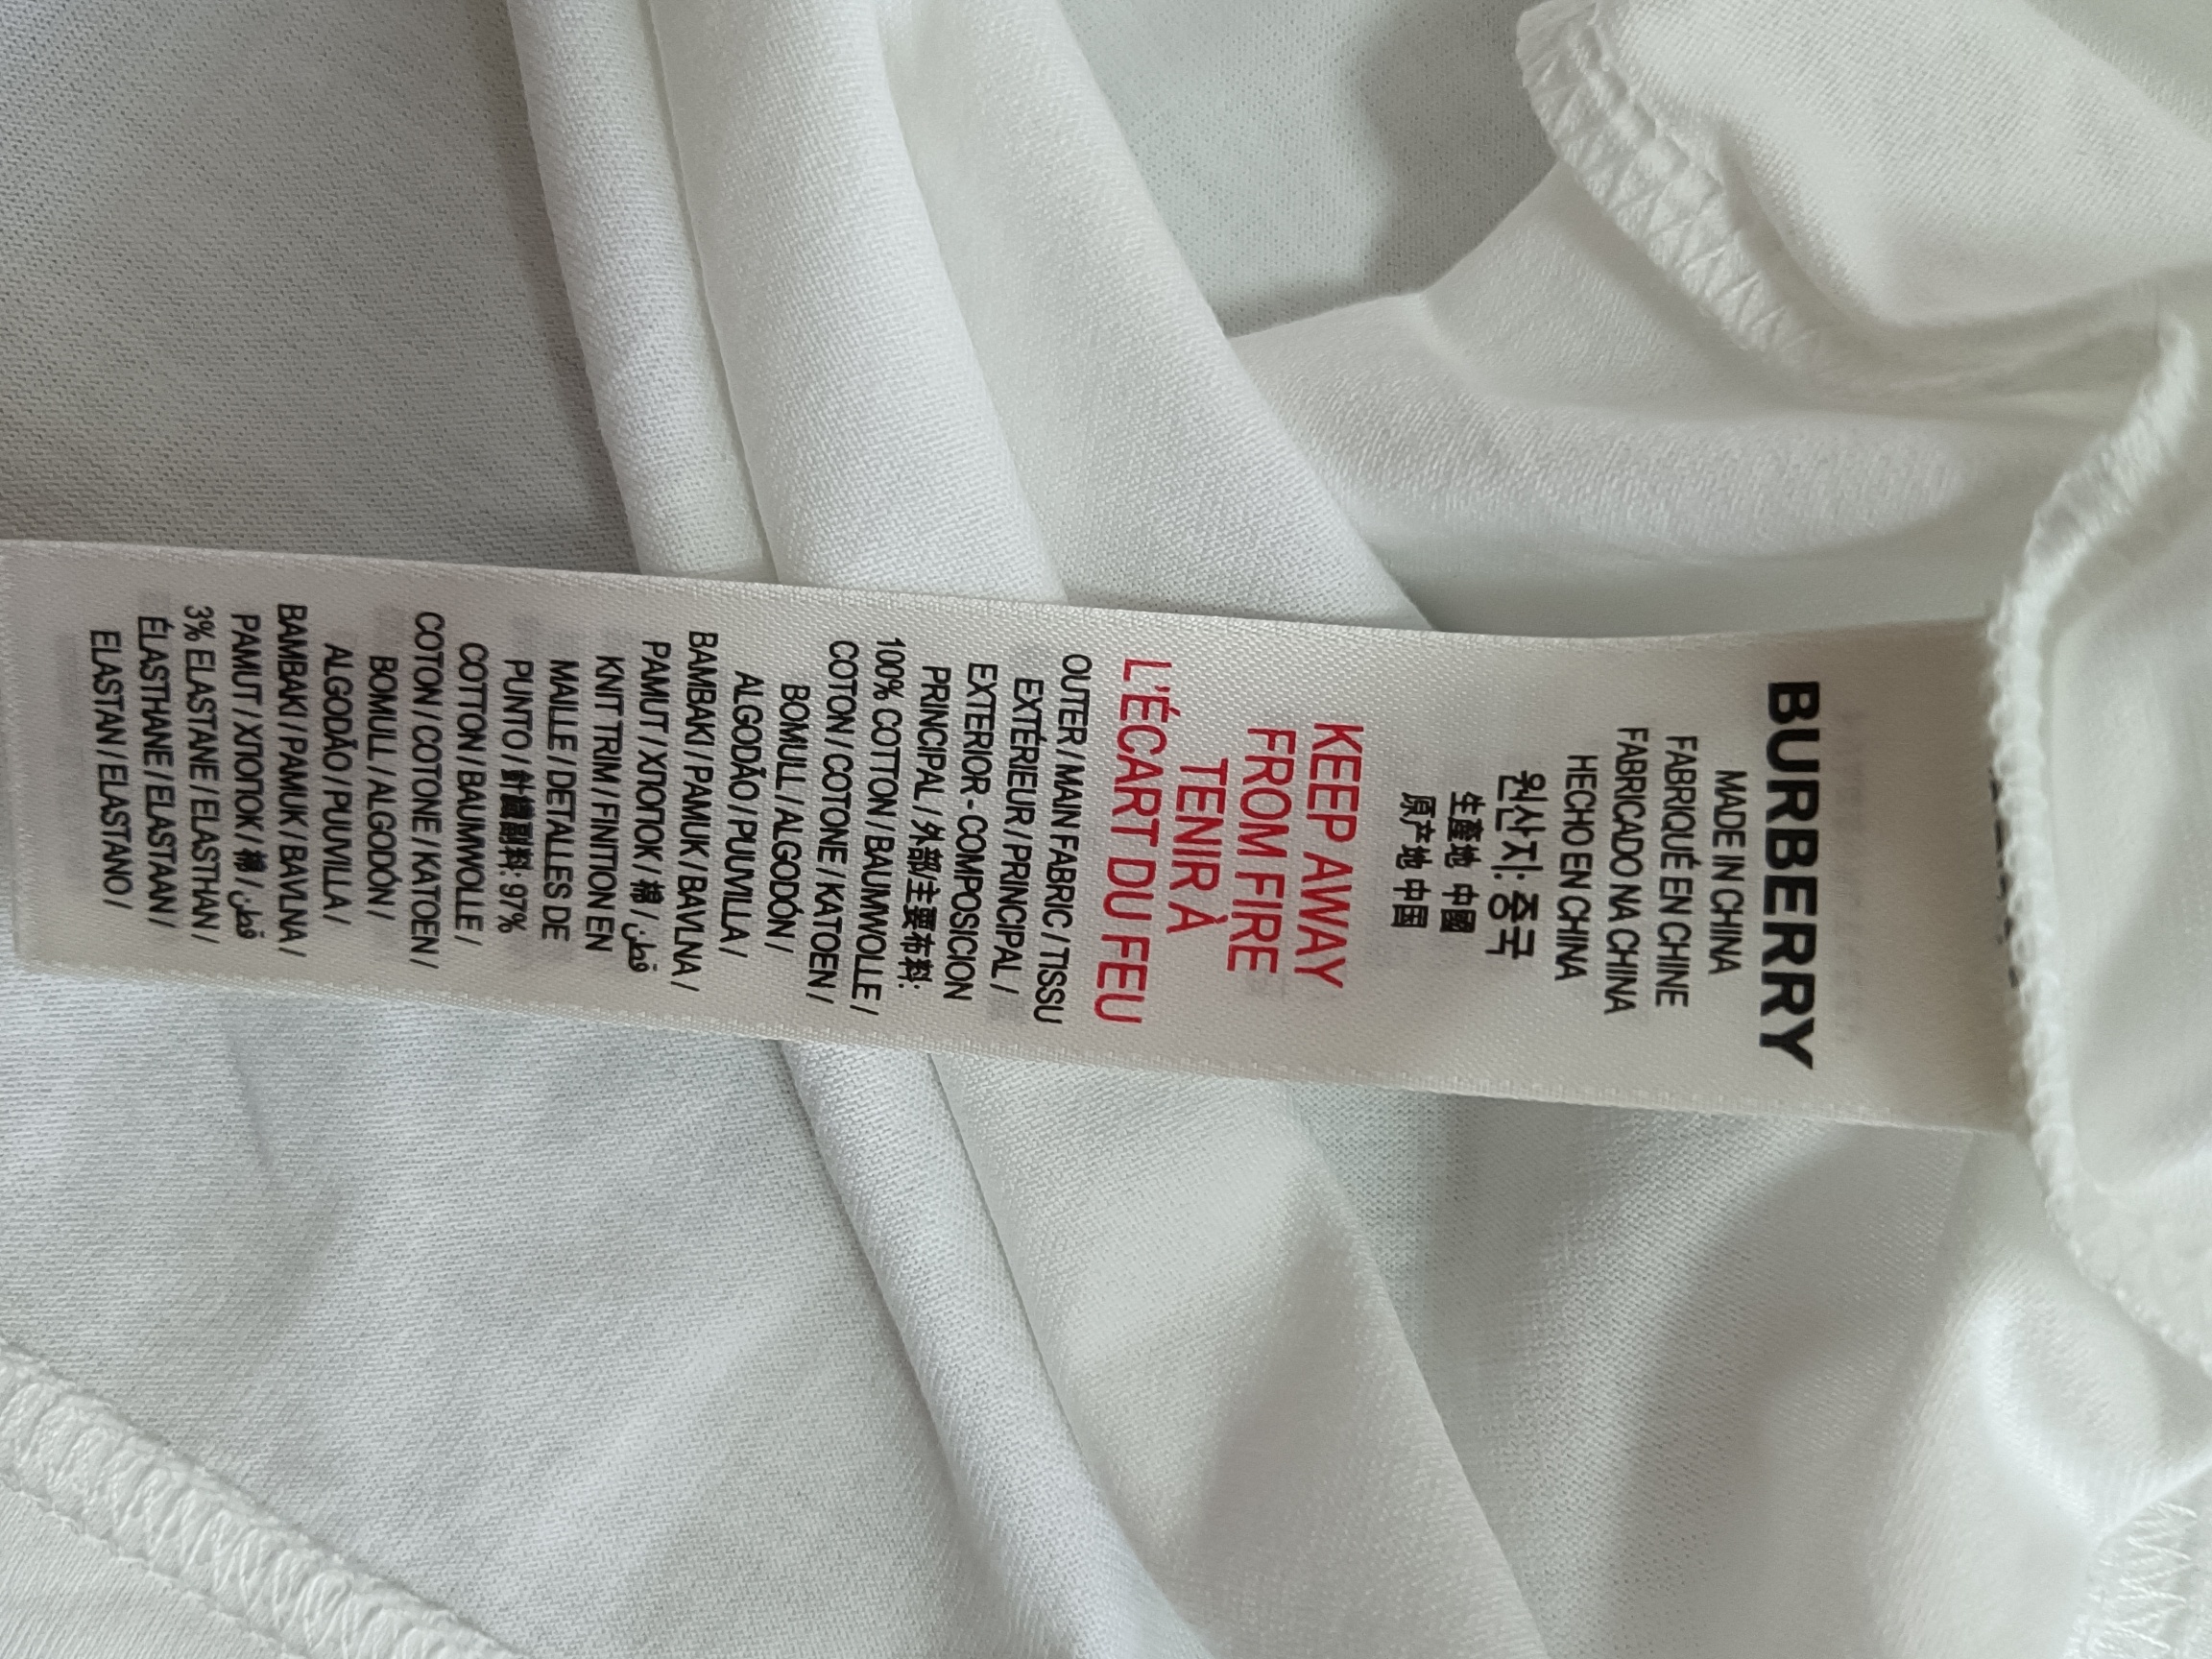 BURBERRY
MADE IN CHINA
FABRIQUÉ EN CHINE
FABRICADO NA CHINA
HECHO EN CHINA
원산지: 중국
生產地 中國
原产地 中国
KEEP AWAY
FROM FIRE
TENIR À
L'ÉCART DU FEU
OUTER / MAIN FABRIC / TISSU
EXTÉRIEUR / PRINCIPAL /
EXTERIOR - COMPOSICION
PRINCIPAL / 外部/主要布料:
100% COTTON / BAUMWOLLE /
COTON / COTONE / KATOEN /
BOMULL / ALGODÓN /
ALGODÃO / PUUVILLA /
BAMBAKI / PAMUK / BAVLNA /
PAMUT / ХЛОПОК / 棉 / قطن
KNIT TRIM / FINITION EN
MAILLE / DETALLES DE
PUNTO / 針織副料: 97%
COTTON / BAUMWOLLE /
COTON / COTONE / KATOEN /
BOMULL / ALGODÓN /
ALGODÃO / PUUVILLA /
BAMBAKI / PAMUK / BAVLNA /
PAMUT / ХЛОПОК / 棉 / قطن
3% ELASTANE / ELASTHAN /
ÉLASTHANE / ELASTAAN /
ELASTAN / ELASTANO /